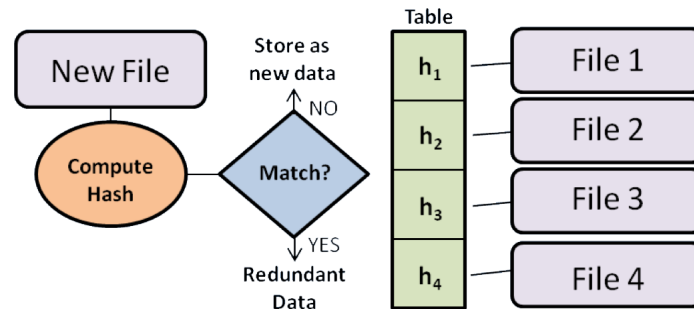 New File
Compute
Hash
Store as
new data
NO
Match?
YES
Redundant
Data
Table
h₁
File 1
h₂
File 2
h₃
File 3
h₄
File 4